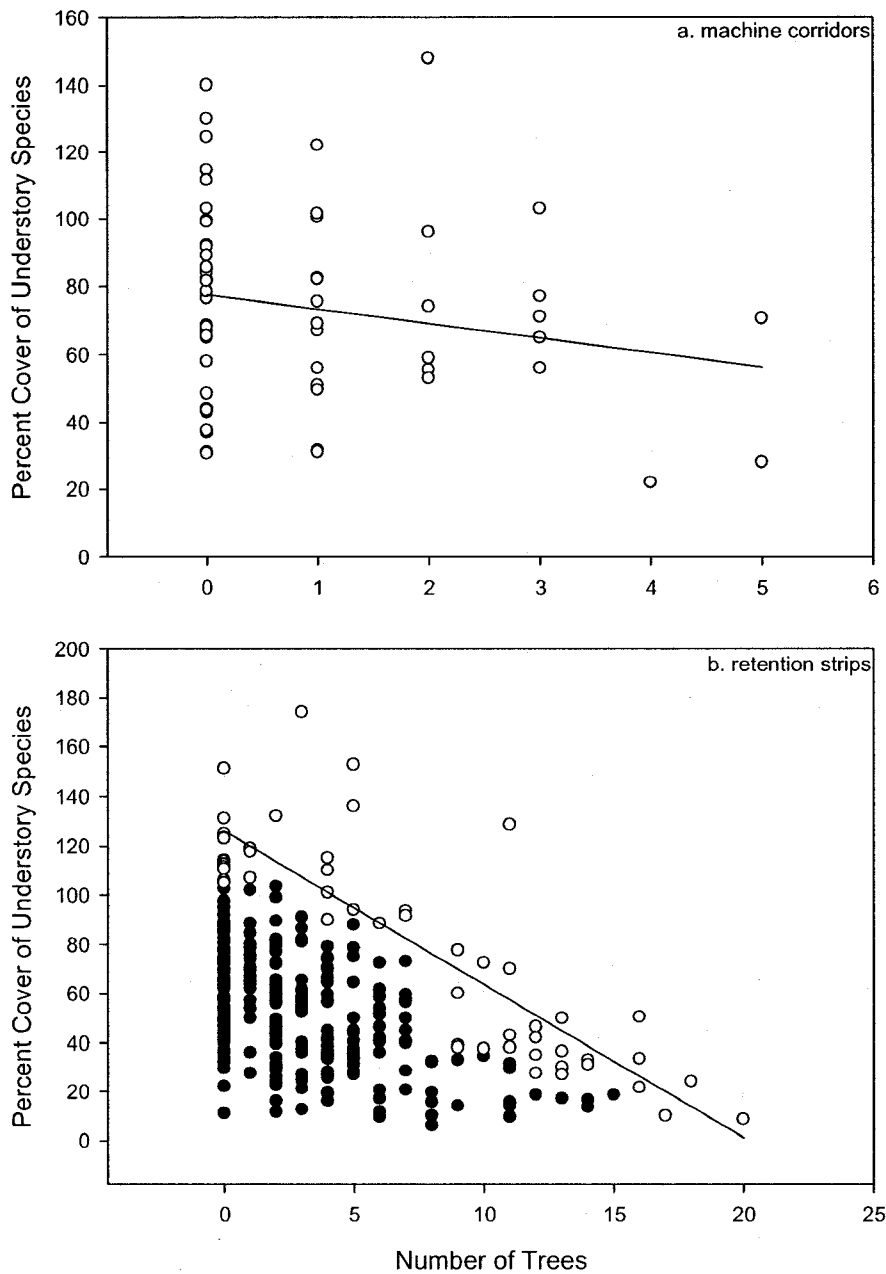 a. machine corridors
Percent Cover of Understory Species
160
140
120
100
80
60
40
20
0
0 1 2 3 4 5 6
b. retention strips
Percent Cover of Understory Species
200
180
160
140
120
100
80
60
40
20
0
0 5 10 15 20 25
Number of Trees